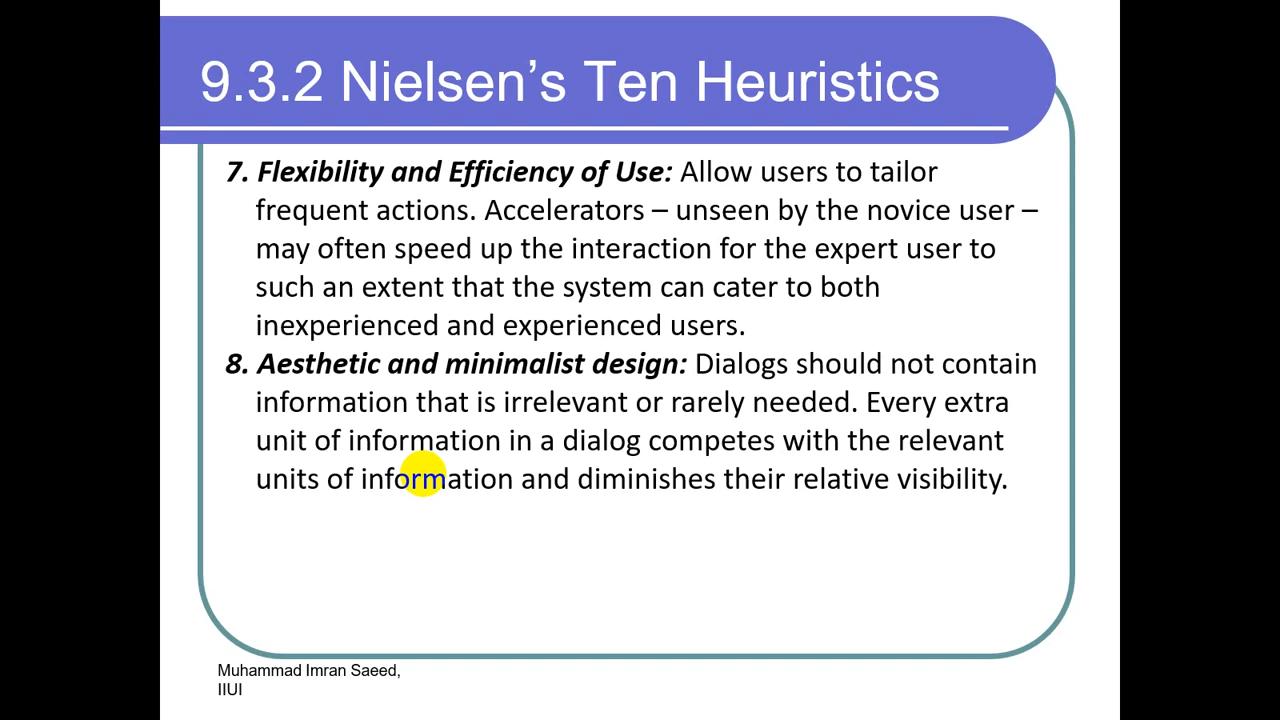 9.3.2 Nielsen’s Ten Heuristics
7. Flexibility and Efficiency of Use: Allow users to tailor
frequent actions. Accelerators – unseen by the novice user –
may often speed up the interaction for the expert user to
such an extent that the system can cater to both
inexperienced and experienced users.
8. Aesthetic and minimalist design: Dialogs should not contain
information that is irrelevant or rarely needed. Every extra
unit of information in a dialog competes with the relevant
units of information and diminishes their relative visibility.
Muhammad Imran Saeed,
IIUI